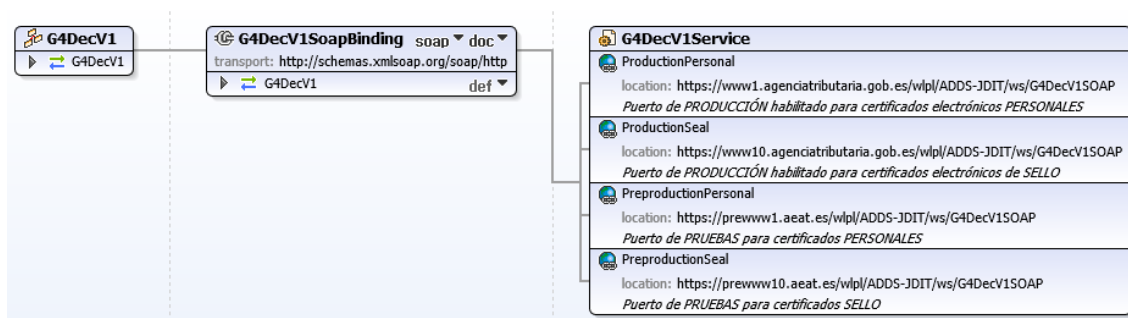 G4DecV1
G4DecV1
G4DecV1SoapBinding soap doc
transport: http://schemas.xmlsoap.org/soap/http
G4DecV1 def
G4DecV1Service
ProductionPersonal
location: https://www1.agenciatributaria.gob.es/wlpl/ADDS-JDIT/ws/G4DecV1SOAP
Puerto de PRODUCCIÓN habilitado para certificados electrónicos PERSONALES
ProductionSeal
location: https://www10.agenciatributaria.gob.es/wlpl/ADDS-JDIT/ws/G4DecV1SOAP
Puerto de PRODUCCIÓN habilitado para certificados electrónicos de SELLO
PreproductionPersonal
location: https://prewww1.aeat.es/wlpl/ADDS-JDIT/ws/G4DecV1SOAP
Puerto de PRUEBAS para certificados PERSONALES
PreproductionSeal
location: https://prewww10.aeat.es/wlpl/ADDS-JDIT/ws/G4DecV1SOAP
Puerto de PRUEBAS para certificados SELLO